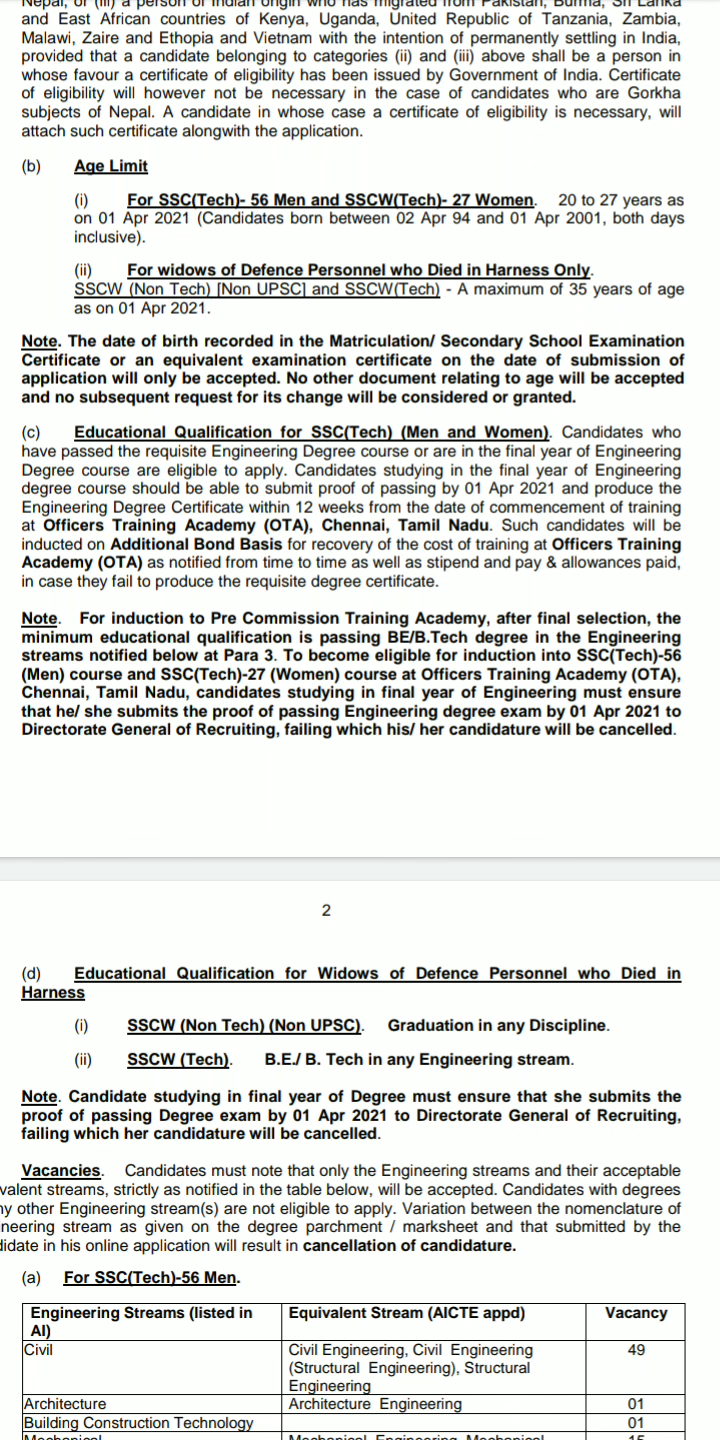 Nepal, or (iii) a person of Indian origin who has migrated from Pakistan, Burma, Sri Lanka
and East African countries of Kenya, Uganda, United Republic of Tanzania, Zambia,
Malawi, Zaire and Ethopia and Vietnam with the intention of permanently settling in India,
provided that a candidate belonging to categories (ii) and (iii) above shall be a person in
whose favour a certificate of eligibility has been issued by Government of India. Certificate
of eligibility will however not be necessary in the case of candidates who are Gorkha
subjects of Nepal. A candidate in whose case a certificate of eligibility is necessary, will
attach such certificate alongwith the application.
(b) Age Limit
(i) For SSC(Tech)- 56 Men and SSCW(Tech)- 27 Women. 20 to 27 years as
on 01 Apr 2021 (Candidates born between 02 Apr 94 and 01 Apr 2001, both days
inclusive).
(ii) For widows of Defence Personnel who Died in Harness Only.
SSCW (Non Tech) [Non UPSC] and SSCW(Tech) - A maximum of 35 years of age
as on 01 Apr 2021.
Note. The date of birth recorded in the Matriculation/ Secondary School Examination
Certificate or an equivalent examination certificate on the date of submission of
application will only be accepted. No other document relating to age will be accepted
and no subsequent request for its change will be considered or granted.
(c) Educational Qualification for SSC(Tech) (Men and Women). Candidates who
have passed the requisite Engineering Degree course or are in the final year of Engineering
Degree course are eligible to apply. Candidates studying in the final year of Engineering
degree course should be able to submit proof of passing by 01 Apr 2021 and produce the
Engineering Degree Certificate within 12 weeks from the date of commencement of training
at Officers Training Academy (OTA), Chennai, Tamil Nadu. Such candidates will be
inducted on Additional Bond Basis for recovery of the cost of training at Officers Training
Academy (OTA) as notified from time to time as well as stipend and pay & allowances paid,
in case they fail to produce the requisite degree certificate.
Note. For induction to Pre Commission Training Academy, after final selection, the
minimum educational qualification is passing BE/B.Tech degree in the Engineering
streams notified below at Para 3. To become eligible for induction into SSC(Tech)-56
(Men) course and SSC(Tech)-27 (Women) course at Officers Training Academy (OTA),
Chennai, Tamil Nadu, candidates studying in final year of Engineering must ensure
that he/ she submits the proof of passing Engineering degree exam by 01 Apr 2021 to
Directorate General of Recruiting, failing which his/ her candidature will be cancelled.
2
(d) Educational Qualification for Widows of Defence Personnel who Died in
Harness
(i) SSCW (Non Tech) (Non UPSC). Graduation in any Discipline.
(ii) SSCW (Tech). B.E./ B. Tech in any Engineering stream.
Note. Candidate studying in final year of Degree must ensure that she submits the
proof of passing Degree exam by 01 Apr 2021 to Directorate General of Recruiting,
failing which her candidature will be cancelled.
Vacancies. Candidates must note that only the Engineering streams and their acceptable
valent streams, strictly as notified in the table below, will be accepted. Candidates with degrees
ny other Engineering stream(s) are not eligible to apply. Variation between the nomenclature of
neering stream as given on the degree parchment / marksheet and that submitted by the
didate in his online application will result in cancellation of candidature.
(a) For SSC(Tech)-56 Men.
Engineering Streams (listed in Equivalent Stream (AICTE appd) Vacancy
AI)
Civil Civil Engineering, Civil Engineering 49
(Structural Engineering), Structural
Engineering
Architecture Architecture Engineering 01
Building Construction Technology 01
Mechanical Mechanical Engineering, Mechanical 15